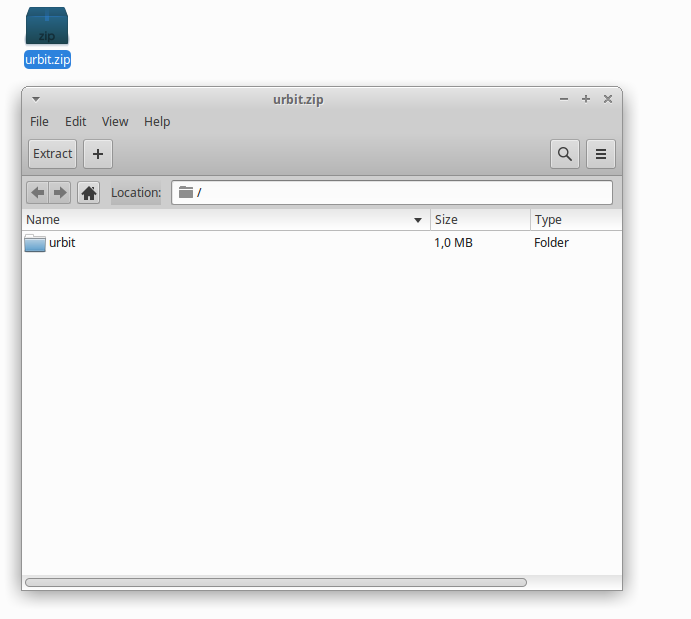 zip
urbit.zip
urbit.zip
File Edit View Help
Extract
Location: /
Name Size Type
urbit 1,0 MB Folder